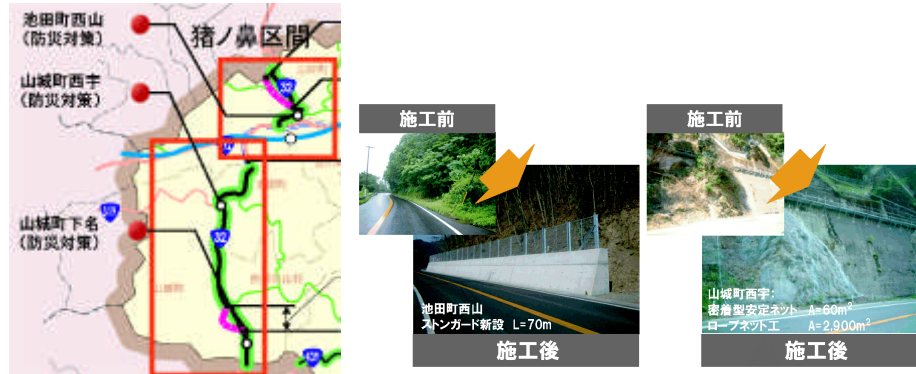 池田町西山
(防災対策)
猪ノ鼻区間
山城町西宇
(防災対策)
32
山城町下名
(防災対策)
32
施工前
池田町西山
ストンガード新設 L=70m
施工後
施工前
山城町西宇:
密着型安定ネット A=60m²
ロープネット工 A=2,900m²
施工後